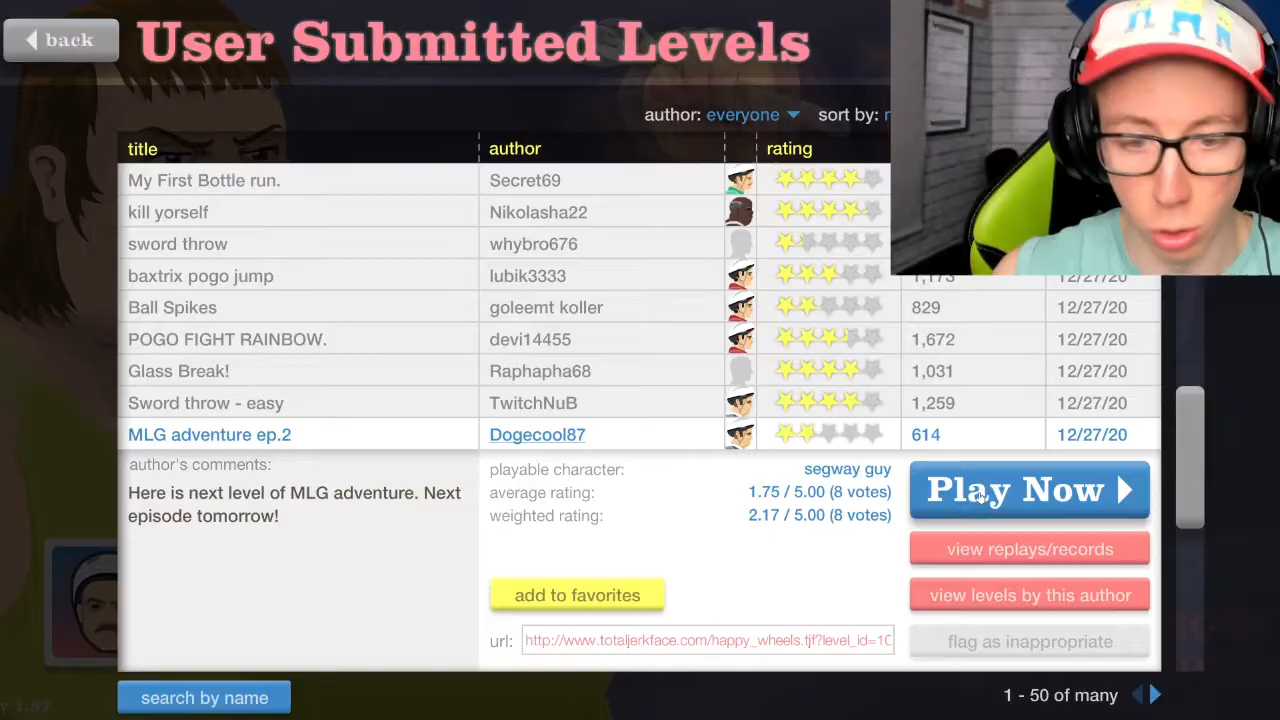 back
User Submitted Levels
author: everyone sort by:
title author rating
My First Bottle run. Secret69
kill yorself Nikolasha22
sword throw whybro676
baxtrix pogo jump lubik3333 1,173 12/27/20
Ball Spikes goleemt koller 829 12/27/20
POGO FIGHT RAINBOW. devi14455 1,672 12/27/20
Glass Break! Raphapha68 1,031 12/27/20
Sword throw - easy TwitchNuB 1,259 12/27/20
MLG adventure ep.2 Dogecool87 614 12/27/20
author's comments:
Here is next level of MLG adventure. Next
episode tomorrow!
playable character: segway guy
average rating: 1.75 / 5.00 (8 votes)
weighted rating: 2.17 / 5.00 (8 votes)
Play Now
view replays/records
add to favorites
view levels by this author
url: http://www.totaljerkface.com/happy_wheels.tjf?level_id=10
flag as inappropriate
search by name
1 - 50 of many